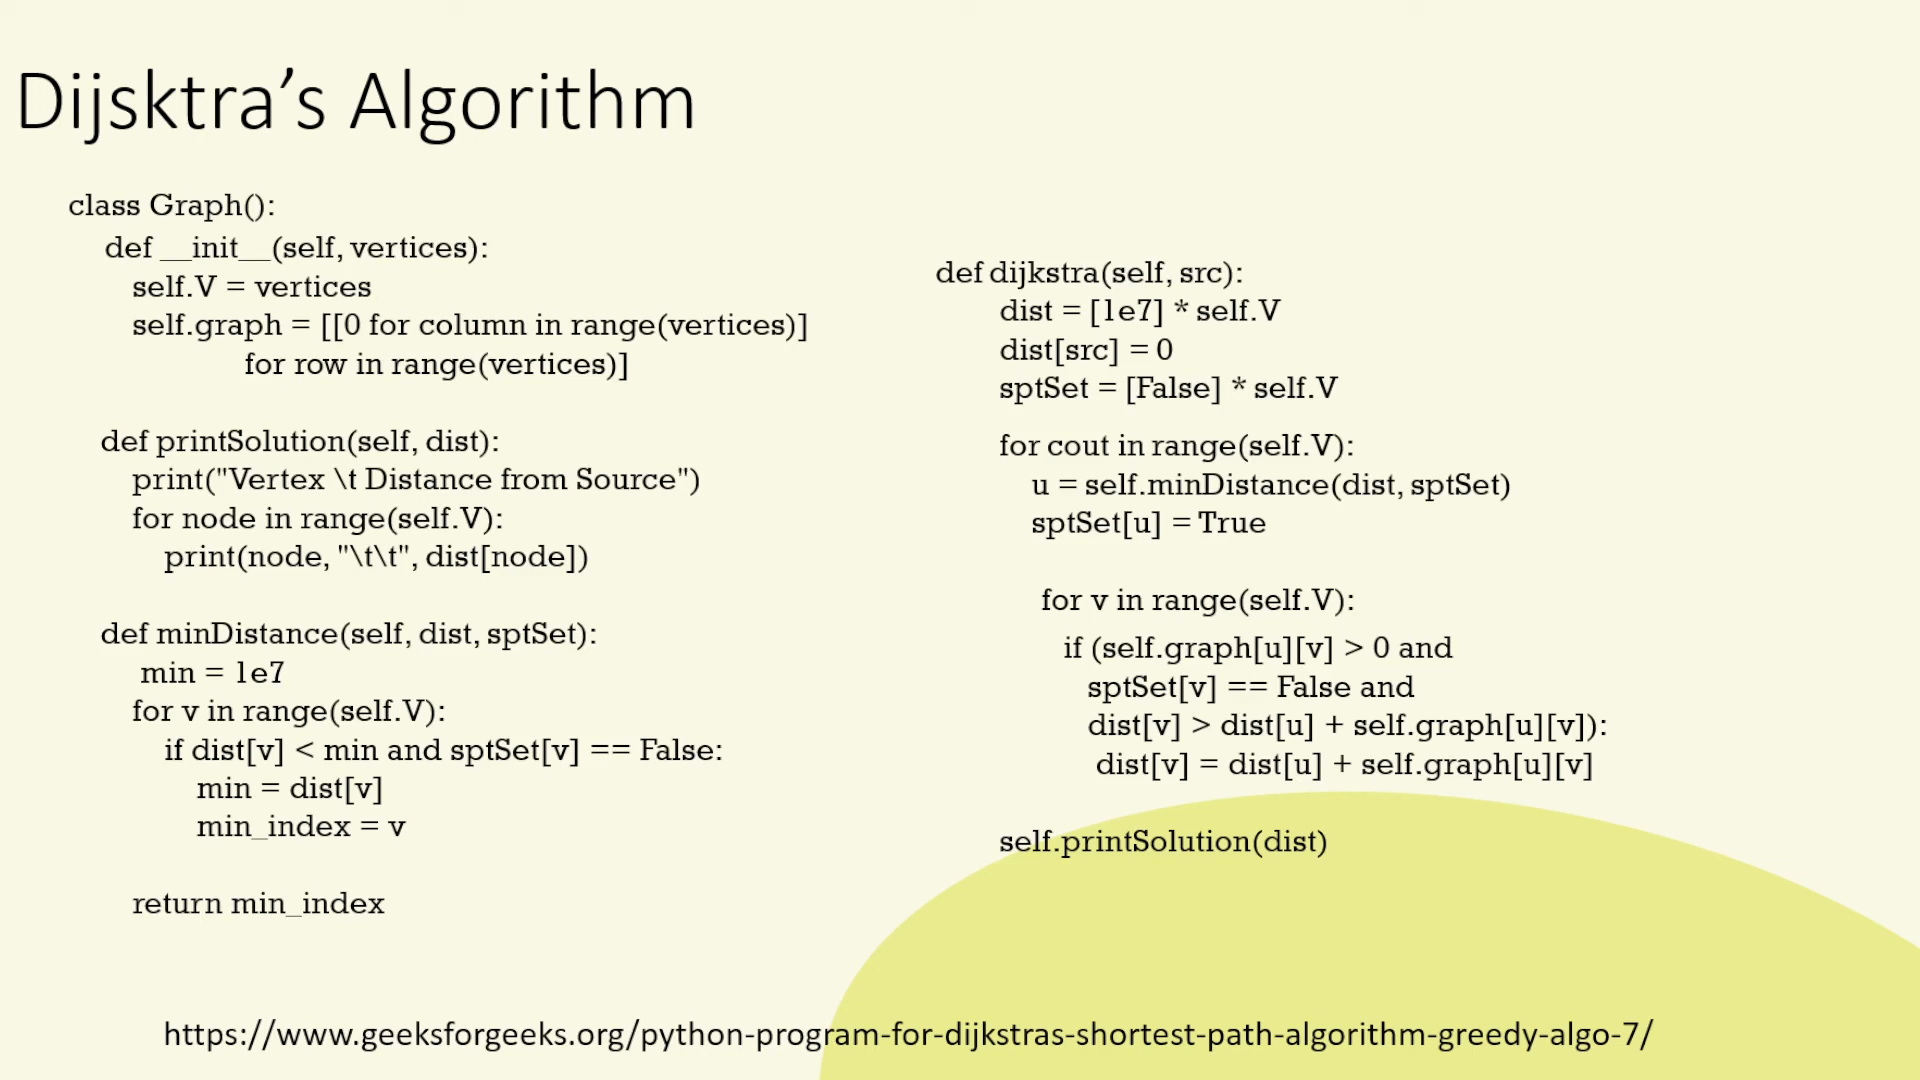 Dijsktra’s Algorithm
class Graph():
def __init__(self, vertices):
self.V = vertices
self.graph = [[0 for column in range(vertices)]
for row in range(vertices)]
def printSolution(self, dist):
print("Vertex \t Distance from Source")
for node in range(self.V):
print(node, "\t\t", dist[node])
def minDistance(self, dist, sptSet):
min = 1e7
for v in range(self.V):
if dist[v] < min and sptSet[v] == False:
min = dist[v]
min_index = v
return min_index
def dijkstra(self, src):
dist = [1e7] * self.V
dist[src] = 0
sptSet = [False] * self.V
for cout in range(self.V):
u = self.minDistance(dist, sptSet)
sptSet[u] = True
for v in range(self.V):
if (self.graph[u][v] > 0 and
sptSet[v] == False and
dist[v] > dist[u] + self.graph[u][v]):
dist[v] = dist[u] + self.graph[u][v]
self.printSolution(dist)
https://www.geeksforgeeks.org/python-program-for-dijkstras-shortest-path-algorithm-greedy-algo-7/